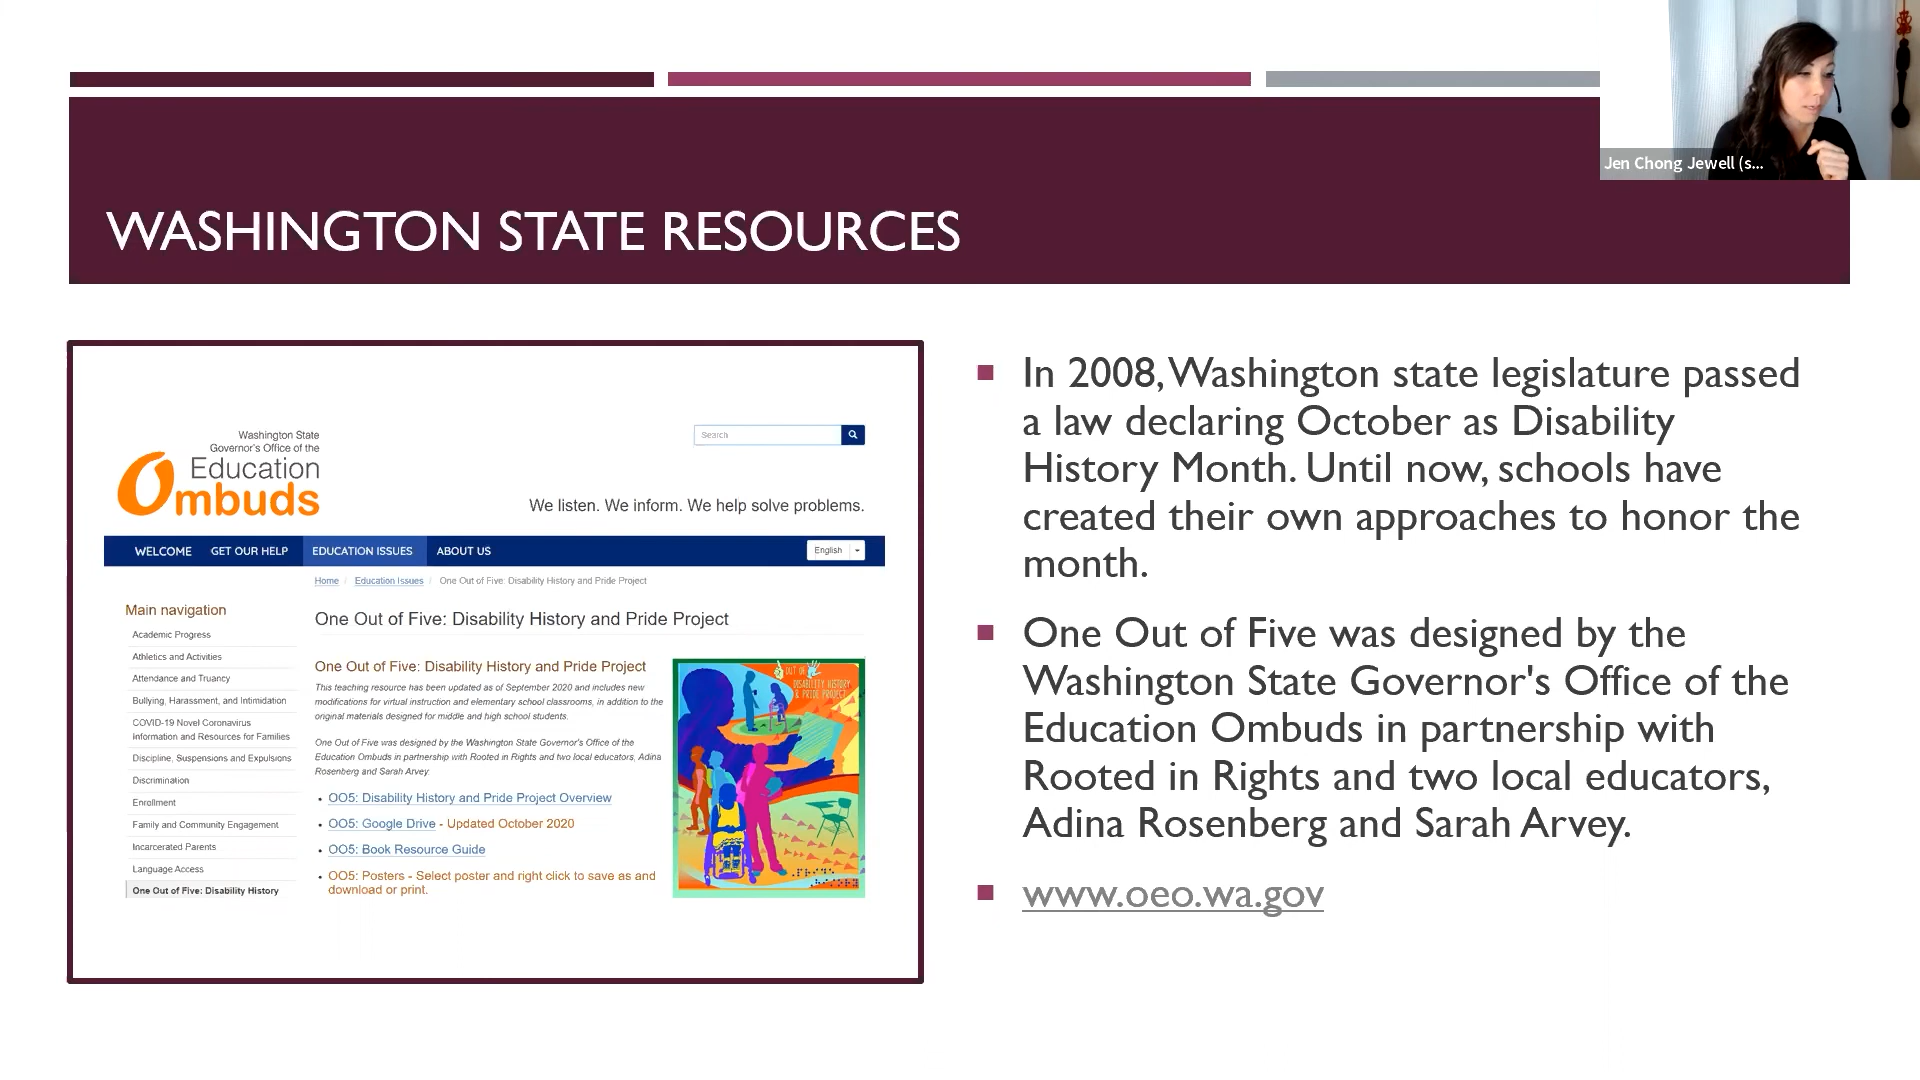 Jen Chong Jewell (s...
WASHINGTON STATE RESOURCES
Washington State
Governor's Office of the
Education
Ombuds
Search
We listen. We inform. We help solve problems.
WELCOME GET OUR HELP EDUCATION ISSUES ABOUT US English
Home / Education Issues / One Out of Five: Disability History and Pride Project
Main navigation
Academic Progress
Athletics and Activities
Attendance and Truancy
Bullying, Harassment, and Intimidation
COVID-19 Novel Coronavirus
Information and Resources for Families
Discipline, Suspensions and Expulsions
Discrimination
Enrollment
Family and Community Engagement
Incarcerated Parents
Language Access
One Out of Five: Disability History
One Out of Five: Disability History and Pride Project
One Out of Five: Disability History and Pride Project
This teaching resource has been updated as of September 2020 and includes new
modifications for virtual instruction and elementary school classrooms, in addition to the
original materials designed for middle and high school students.
One Out of Five was designed by the Washington State Governor's Office of the
Education Ombuds in partnership with Rooted in Rights and two local educators, Adina
Rosenberg and Sarah Arvey.
• OO5: Disability History and Pride Project Overview
• OO5: Google Drive - Updated October 2020
• OO5: Book Resource Guide
• OO5: Posters - Select poster and right click to save as and
download or print.
OUT OF
DISABILITY HISTORY
& PRIDE PROJECT
In 2008, Washington state legislature passed
a law declaring October as Disability
History Month. Until now, schools have
created their own approaches to honor the
month.
One Out of Five was designed by the
Washington State Governor's Office of the
Education Ombuds in partnership with
Rooted in Rights and two local educators,
Adina Rosenberg and Sarah Arvey.
www.oeo.wa.gov